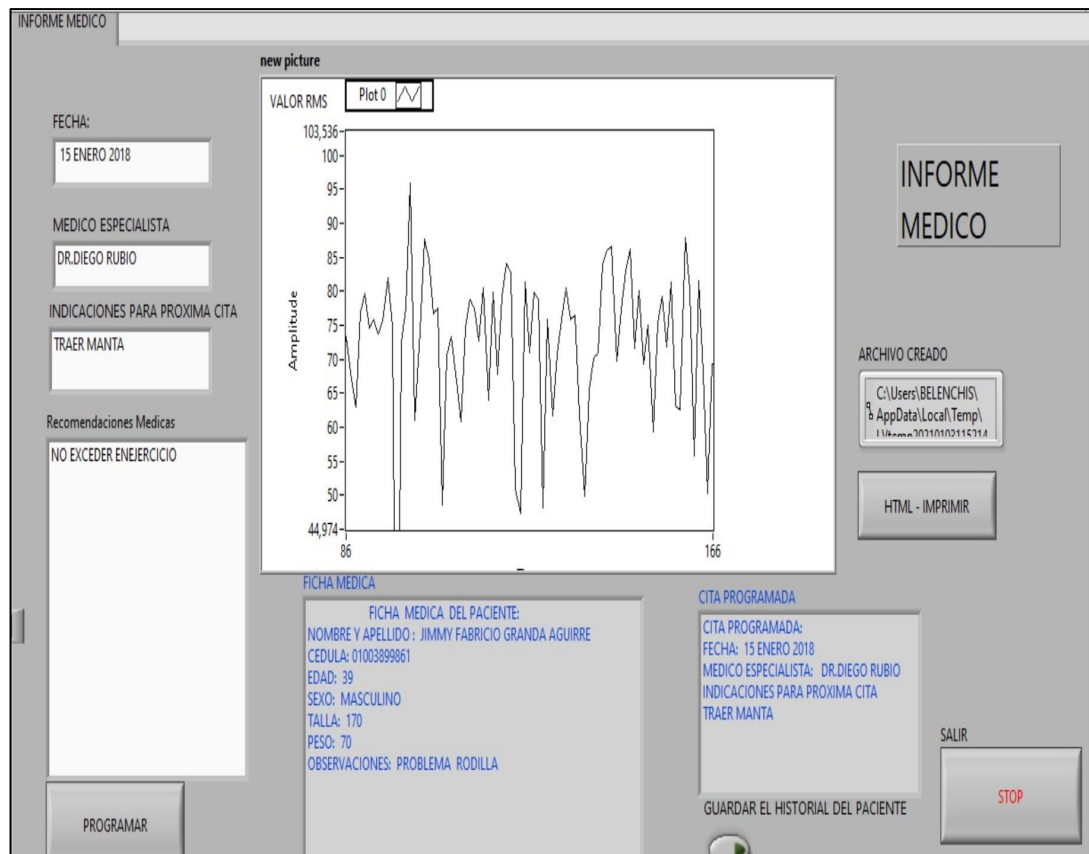 INFORME MEDICO
new picture
VALOR RMS
Plot 0
103,536
100
95
90
85
80
75
70
65
60
55
50
44,974
Amplitude
86
166
FECHA:
15 ENERO 2018
MEDICO ESPECIALISTA
DR.DIEGO RUBIO
INDICACIONES PARA PROXIMA CITA
TRAER MANTA
Recomendaciones Medicas
NO EXCEDER ENEJERCICIO
PROGRAMAR
INFORME
MEDICO
ARCHIVO CREADO
C:\Users\BELENCHIS\
AppData\Local\Temp\
HTML - IMPRIMIR
FICHA MEDICA
FICHA MEDICA DEL PACIENTE:
NOMBRE Y APELLIDO : JIMMY FABRICIO GRANDA AGUIRRE
CEDULA: 01003899861
EDAD: 39
SEXO: MASCULINO
TALLA: 170
PESO: 70
OBSERVACIONES: PROBLEMA RODILLA
CITA PROGRAMADA
CITA PROGRAMADA:
FECHA: 15 ENERO 2018
MEDICO ESPECIALISTA: DR.DIEGO RUBIO
INDICACIONES PARA PROXIMA CITA
TRAER MANTA
GUARDAR EL HISTORIAL DEL PACIENTE
SALIR
STOP